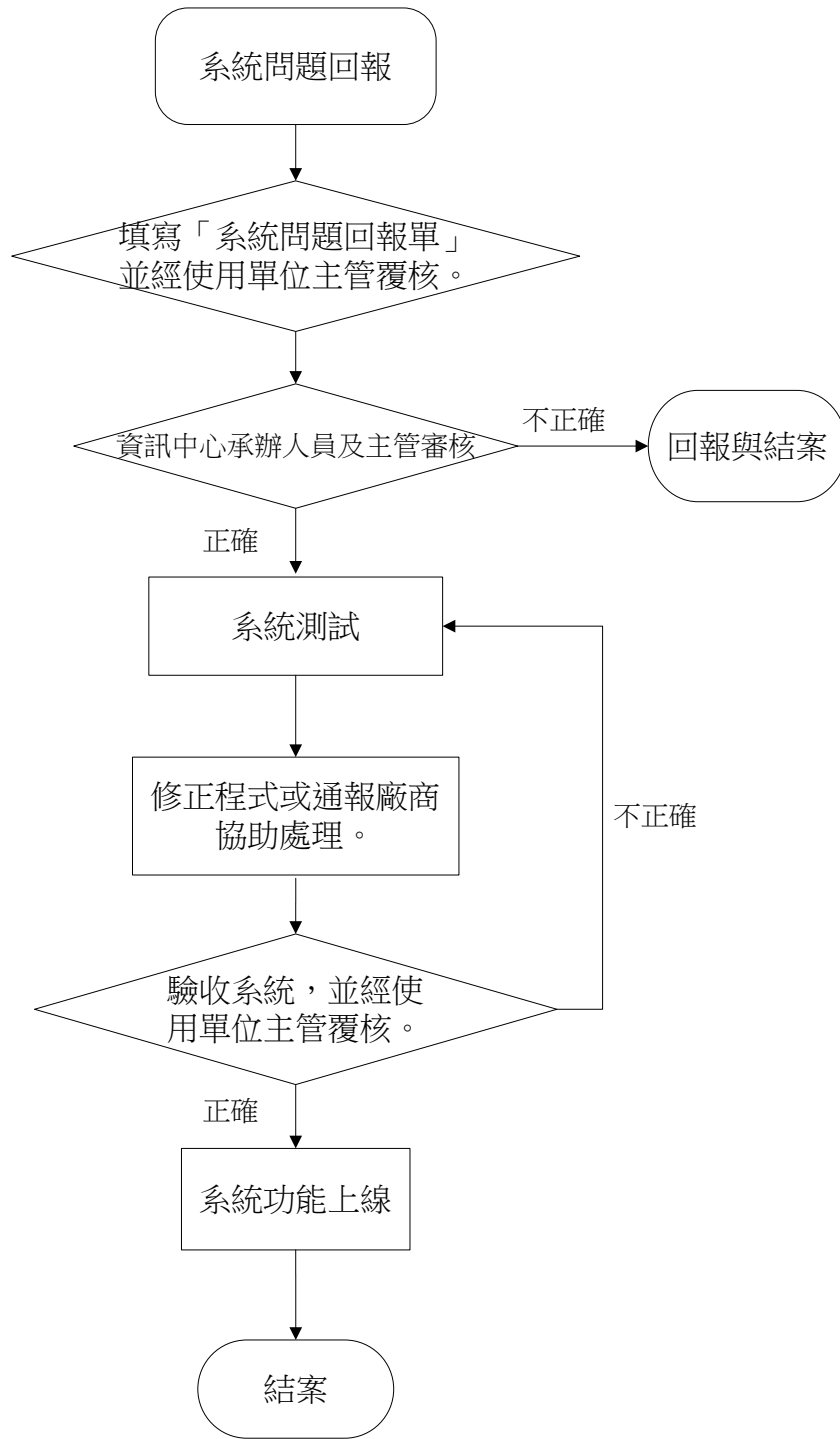 系統問題回報
填寫「系統問題回報單」
並經使用單位主管覆核。
資訊中心承辦人員及主管審核
不正確
回報與結案
正確
系統測試
修正程式或通報廠商
協助處理。
不正確
驗收系統，並經使
用單位主管覆核。
正確
系統功能上線
結案